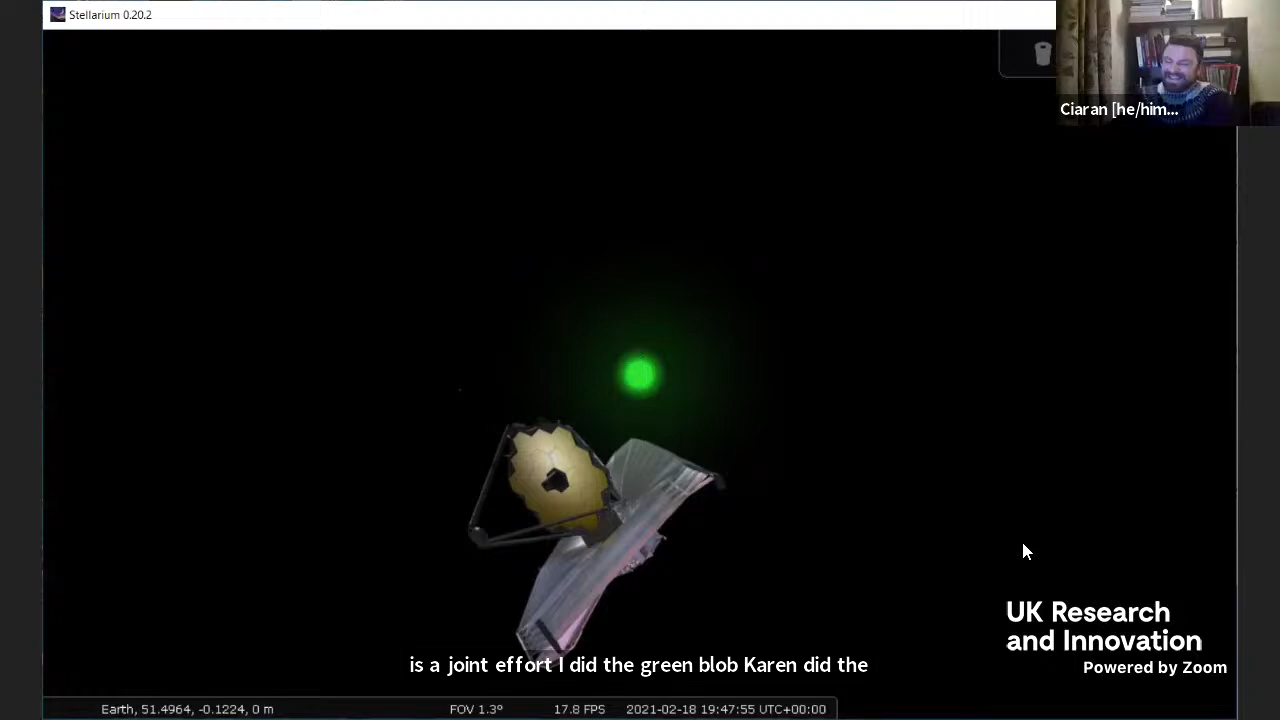 Stellarium 0.20.2
Ciaran [he/him...
UK Research
and Innovation
Powered by Zoom
is a joint effort I did the green blob Karen did the
Earth, 51.4964, -0.1224, 0 m FOV 1.3° 17.8 FPS 2021-02-18 19:47:55 UTC+00:00